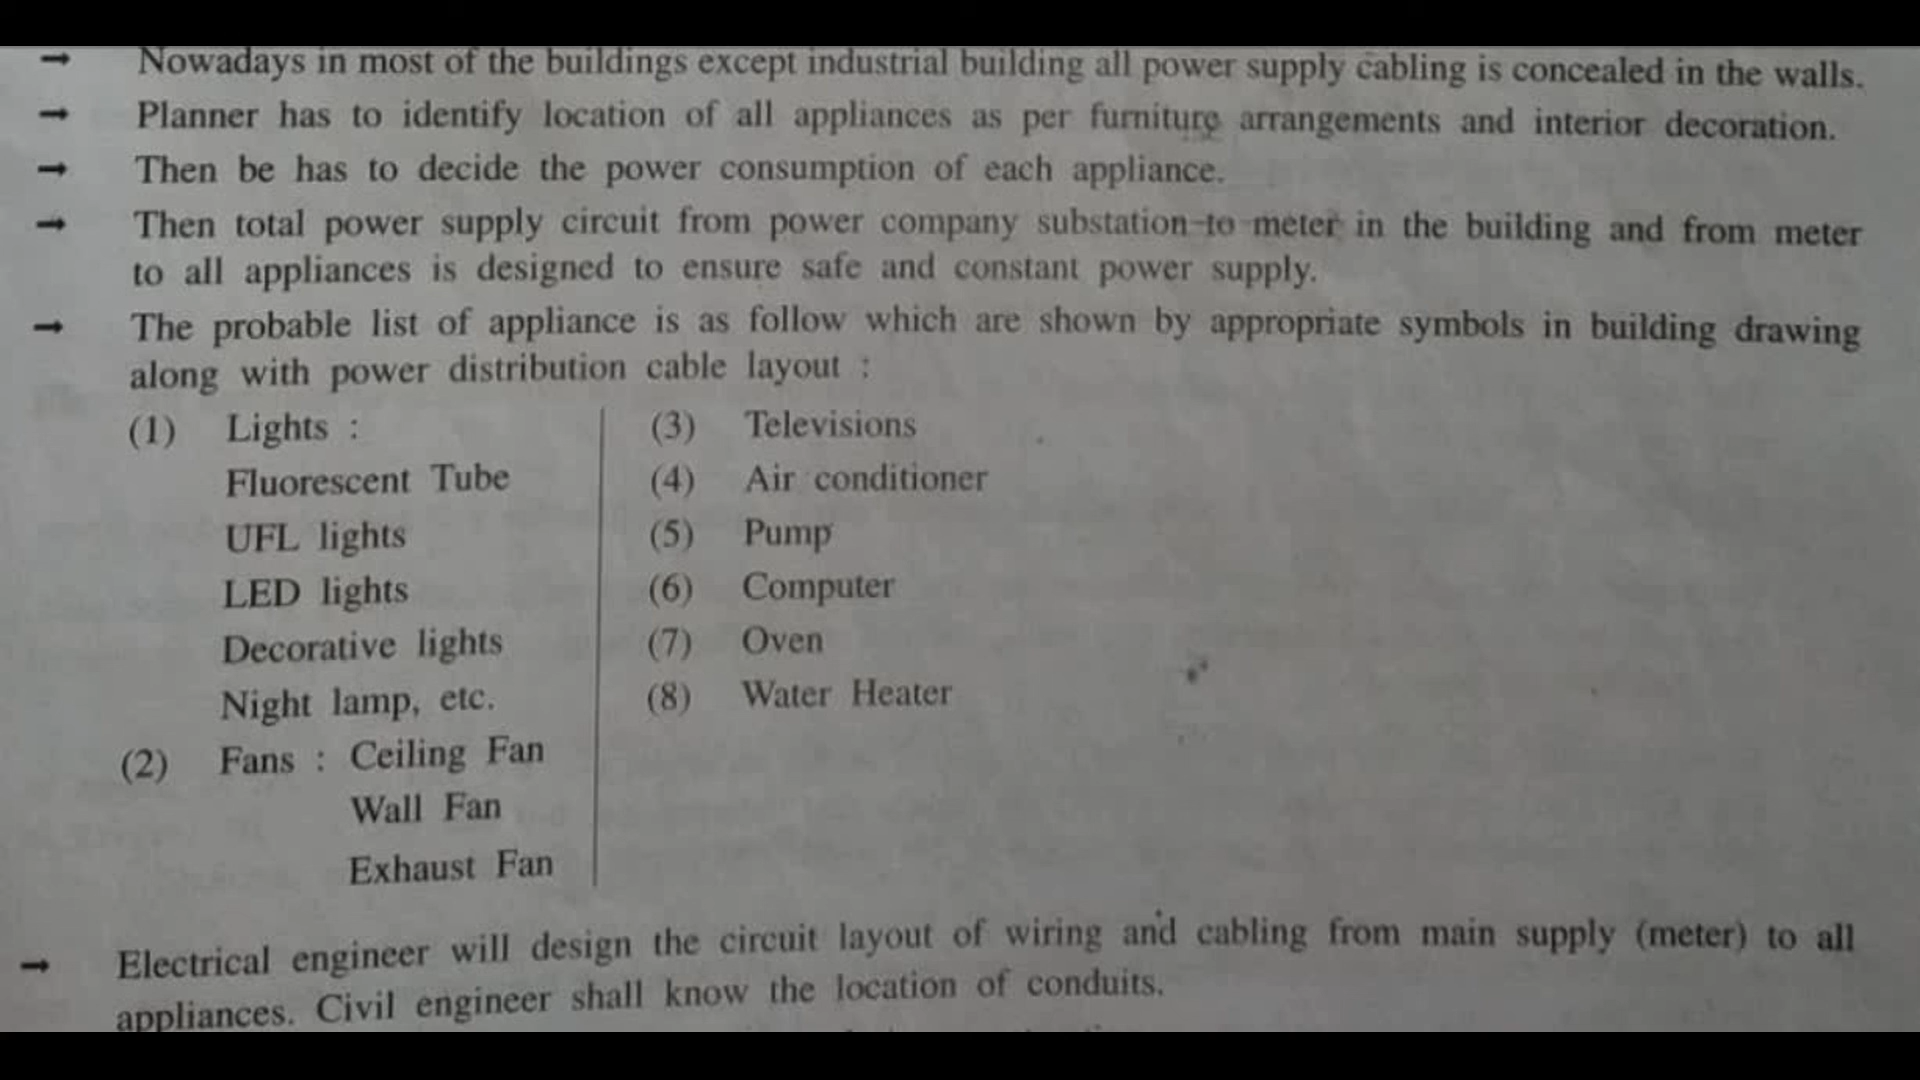 → Nowadays in most of the buildings except industrial building all power supply cabling is concealed in the walls.
→ Planner has to identify location of all appliances as per furniture arrangements and interior decoration.
→ Then be has to decide the power consumption of each appliance.
→ Then total power supply circuit from power company substation to meter in the building and from meter
to all appliances is designed to ensure safe and constant power supply.
→ The probable list of appliance is as follow which are shown by appropriate symbols in building drawing
along with power distribution cable layout :
(1) Lights :
Fluorescent Tube
UFL lights
LED lights
Decorative lights
Night lamp, etc.
(2) Fans : Ceiling Fan
Wall Fan
Exhaust Fan
(3) Televisions
(4) Air conditioner
(5) Pump
(6) Computer
(7) Oven
(8) Water Heater
→ Electrical engineer will design the circuit layout of wiring and cabling from main supply (meter) to all
appliances. Civil engineer shall know the location of conduits.